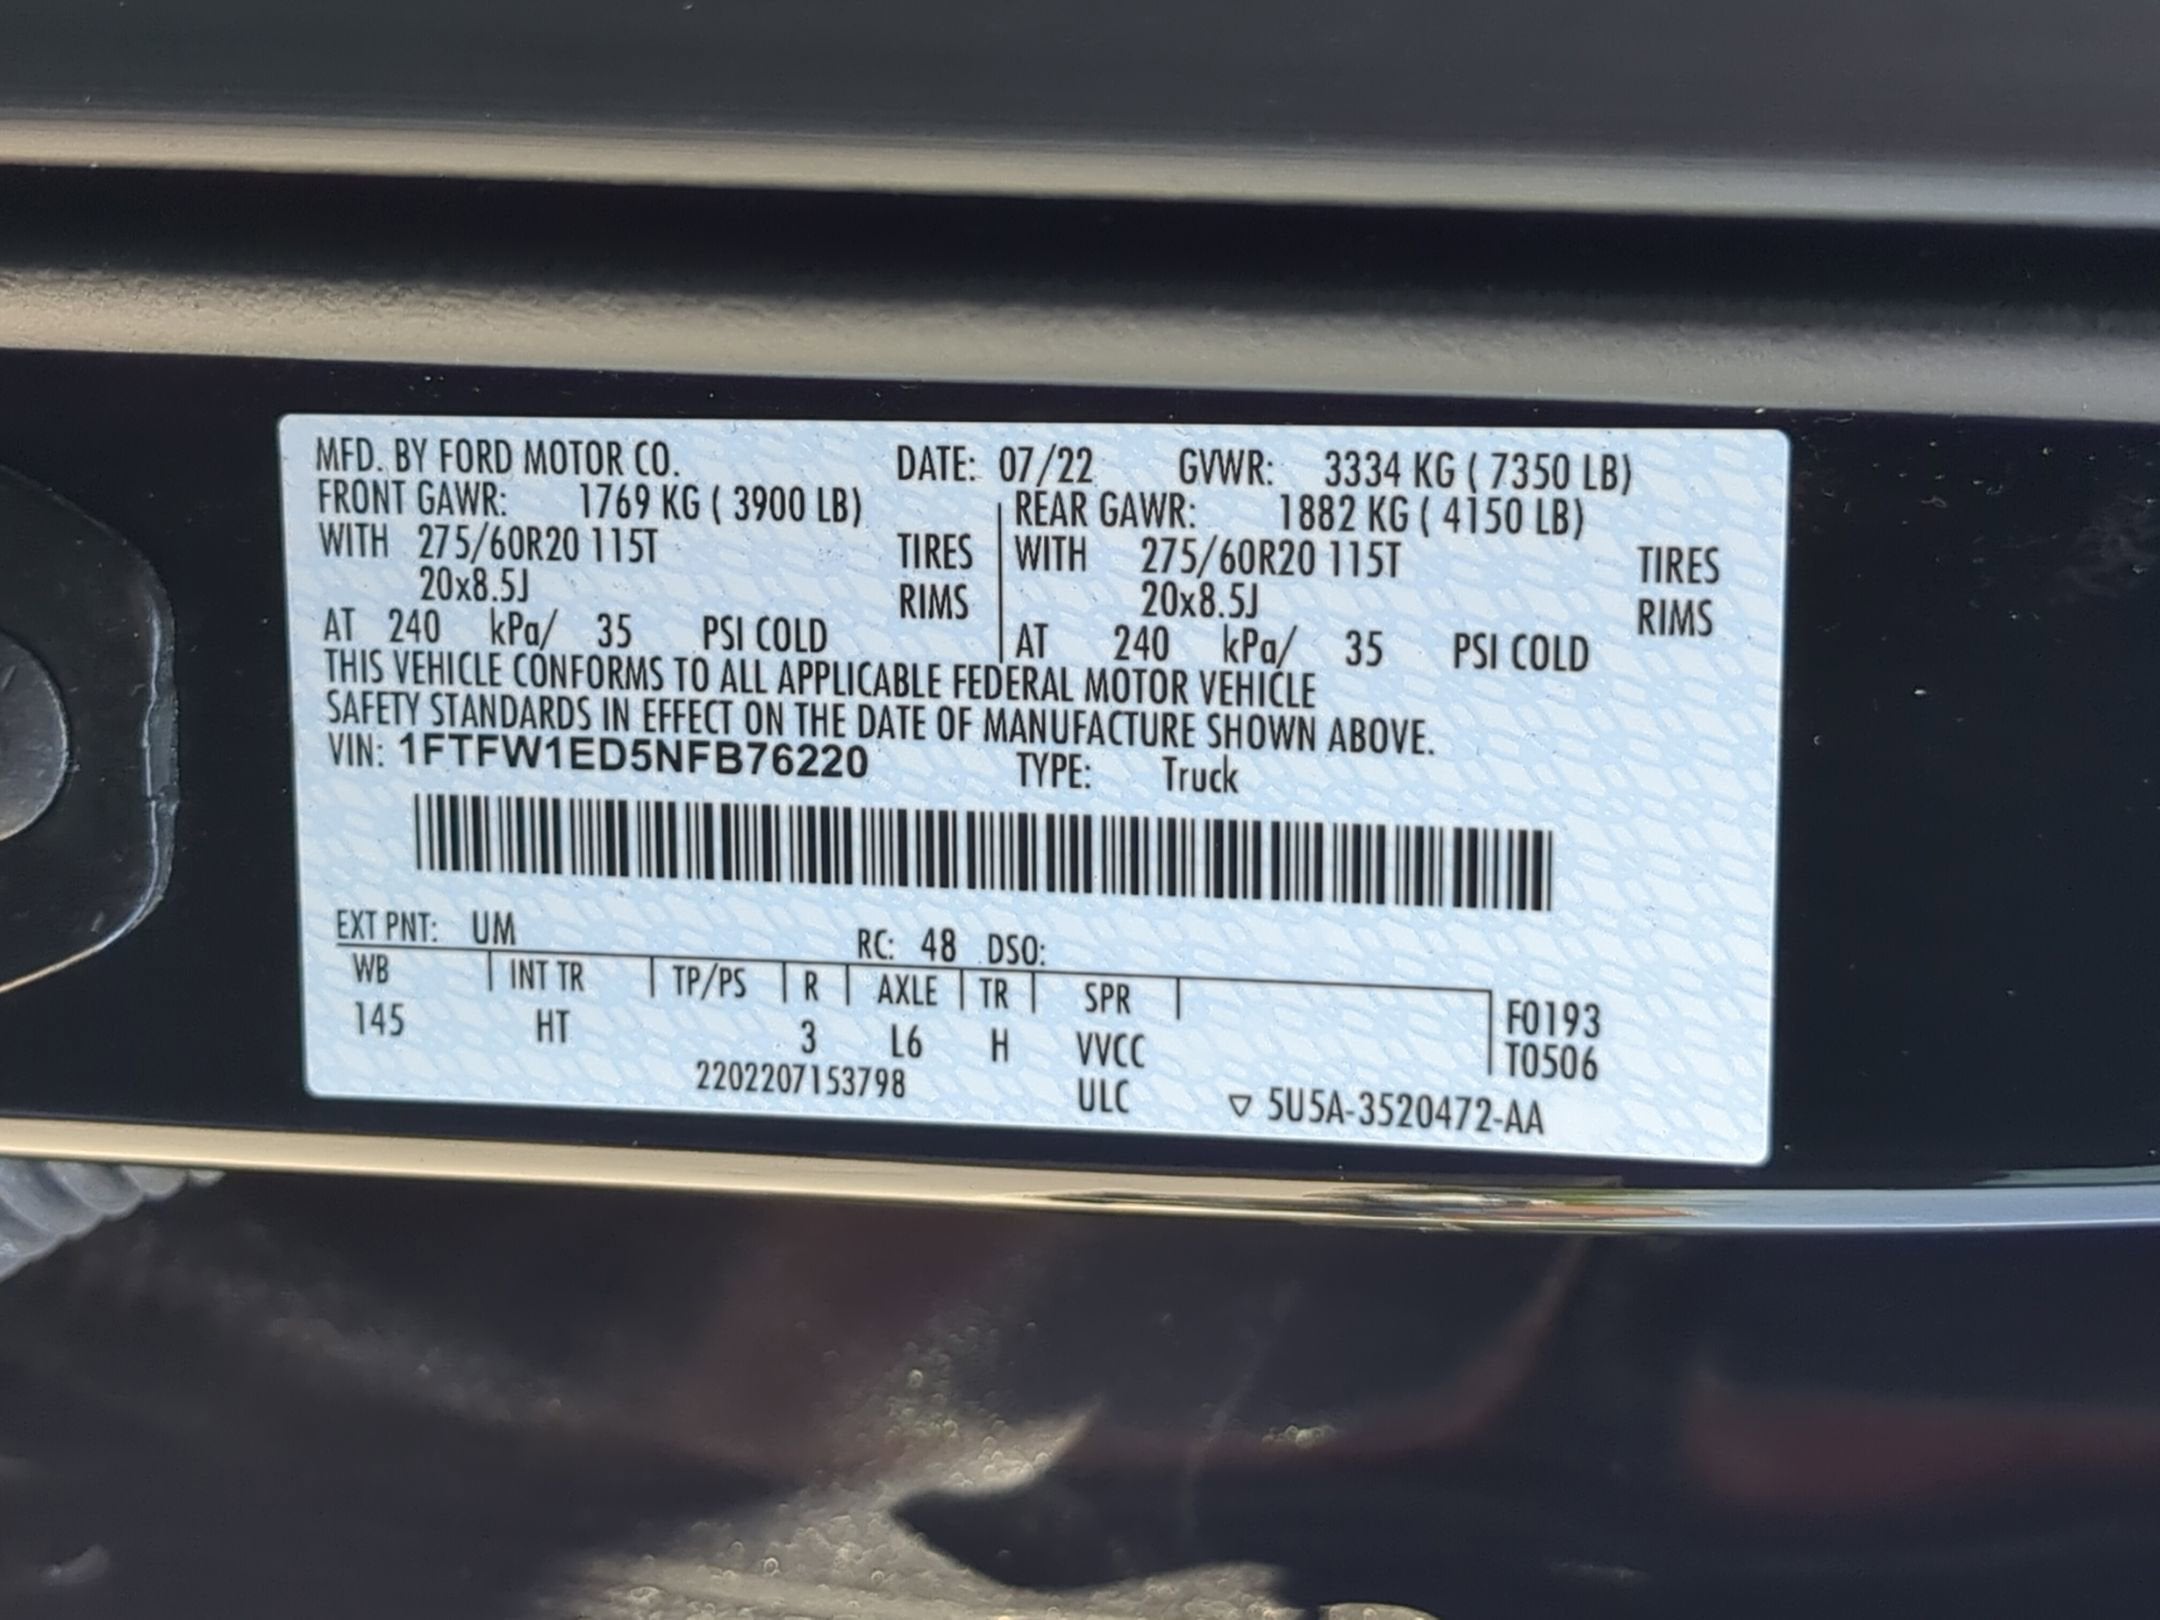 MFD. BY FORD MOTOR CO. DATE: 07/22 GVWR: 3334 KG ( 7350 LB)
FRONT GAWR: 1769 KG ( 3900 LB) REAR GAWR: 1882 KG ( 4150 LB)
WITH 275/60R20 115T TIRES WITH 275/60R20 115T TIRES
20x8.5J RIMS 20x8.5J RIMS
AT 240 kPa/ 35 PSI COLD AT 240 kPa/ 35 PSI COLD
THIS VEHICLE CONFORMS TO ALL APPLICABLE FEDERAL MOTOR VEHICLE
SAFETY STANDARDS IN EFFECT ON THE DATE OF MANUFACTURE SHOWN ABOVE.
VIN: 1FTFW1ED5NFB76220 TYPE: Truck
EXT PNT: UM RC: 48 DSO:
WB INT TR TP/PS R AXLE TR SPR F0193
145 HT 3 L6 H VVCC T0506
2202207153798 ULC ▽ 5U5A-3520472-AA